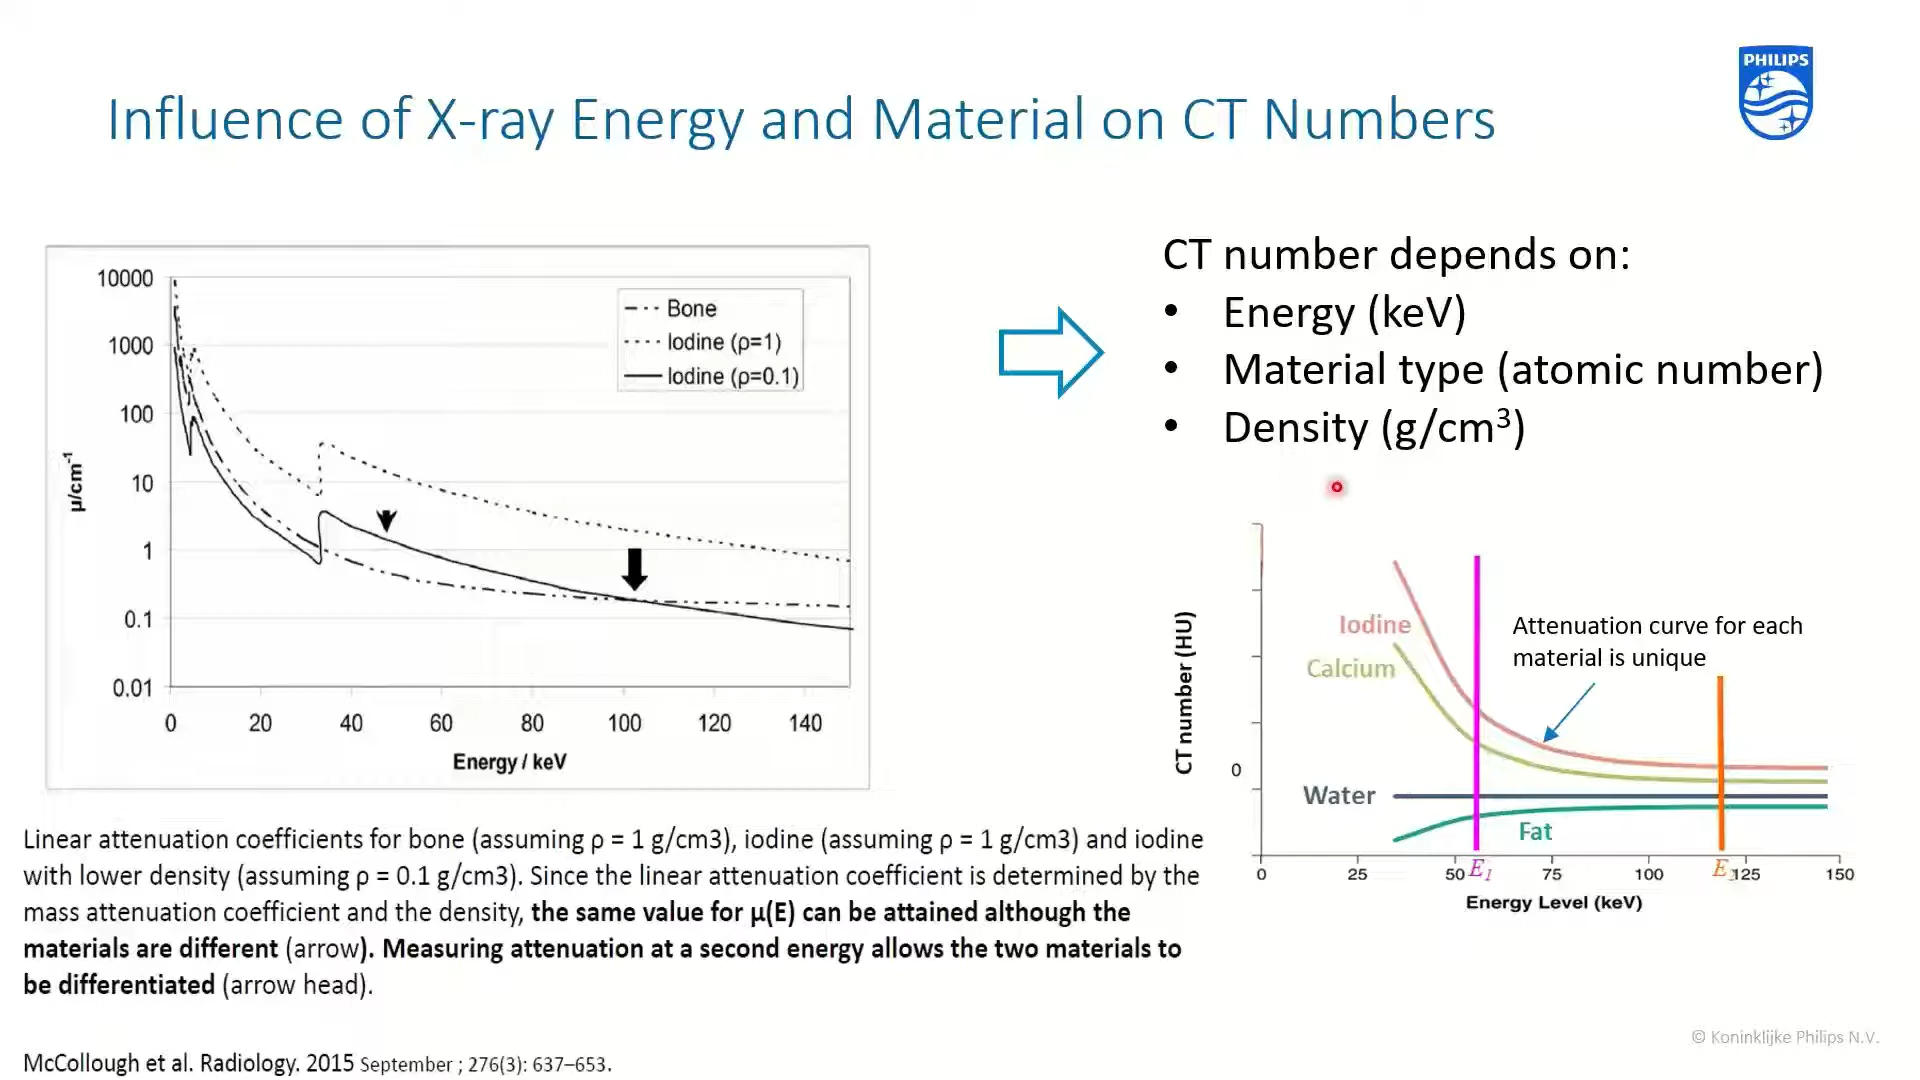 PHILIPS
Influence of X-ray Energy and Material on CT Numbers
10000
1000
100
10
1
0.1
0.01
μ/cm⁻¹
Bone
Iodine (ρ=1)
Iodine (ρ=0.1)
0 20 40 60 80 100 120 140
Energy / keV
CT number depends on:
• Energy (keV)
• Material type (atomic number)
• Density (g/cm³)
Iodine
Calcium
Water
Fat
Attenuation curve for each
material is unique
CT number (HU)
0
E₁
E
0 25 50 75 100 125 150
Energy Level (keV)
Linear attenuation coefficients for bone (assuming ρ = 1 g/cm3), iodine (assuming ρ = 1 g/cm3) and iodine
with lower density (assuming ρ = 0.1 g/cm3). Since the linear attenuation coefficient is determined by the
mass attenuation coefficient and the density, the same value for μ(E) can be attained although the
materials are different (arrow). Measuring attenuation at a second energy allows the two materials to
be differentiated (arrow head).
© Koninklijke Philips N.V.
McCollough et al. Radiology. 2015 September ; 276(3): 637–653.